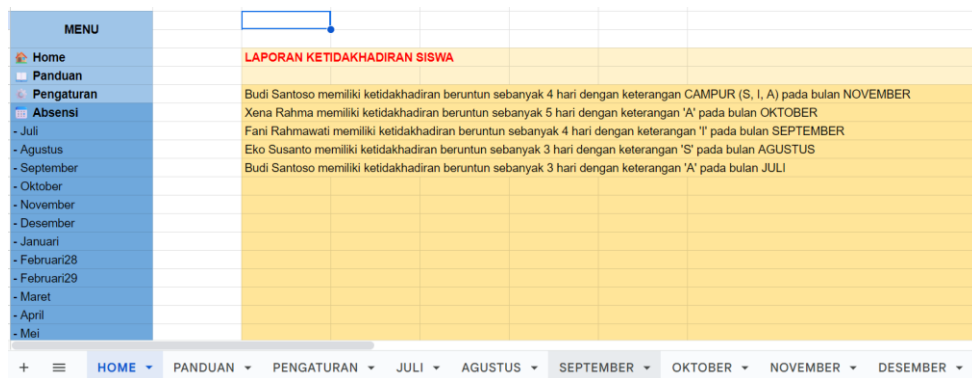 MENU
Home
Panduan
Pengaturan
Absensi
- Juli
- Agustus
- September
- Oktober
- November
- Desember
- Januari
- Februari28
- Februari29
- Maret
- April
- Mei
LAPORAN KETIDAKHADIRAN SISWA
Budi Santoso memiliki ketidakhadiran beruntun sebanyak 4 hari dengan keterangan CAMPUR (S, I, A) pada bulan NOVEMBER
Xena Rahma memiliki ketidakhadiran beruntun sebanyak 5 hari dengan keterangan 'A' pada bulan OKTOBER
Fani Rahmawati memiliki ketidakhadiran beruntun sebanyak 4 hari dengan keterangan 'I' pada bulan SEPTEMBER
Eko Susanto memiliki ketidakhadiran beruntun sebanyak 3 hari dengan keterangan 'S' pada bulan AGUSTUS
Budi Santoso memiliki ketidakhadiran beruntun sebanyak 3 hari dengan keterangan 'A' pada bulan JULI
HOME PANDUAN PENGATURAN JULI AGUSTUS SEPTEMBER OKTOBER NOVEMBER DESEMBER